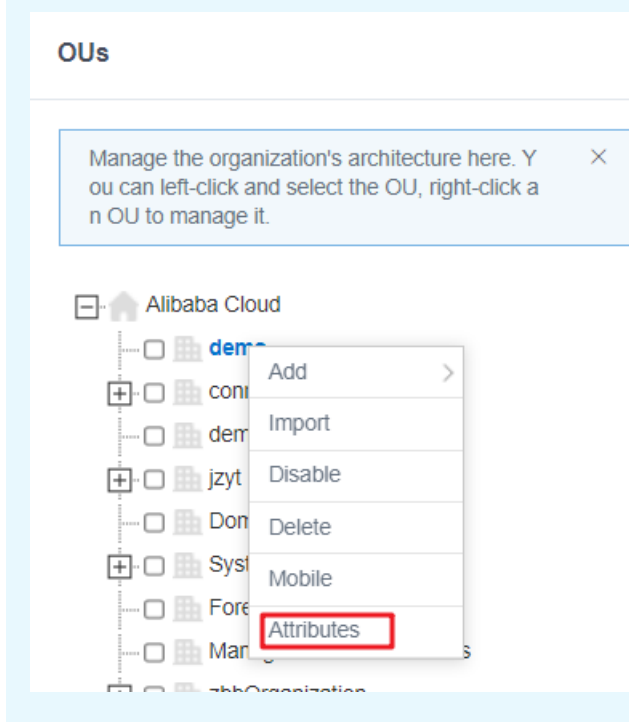 OUs
Manage the organization's architecture here. Y
ou can left-click and select the OU, right-click a
n OU to manage it.
Alibaba Cloud
Add
Import
jzyt
Disable
Delete
Mobile
Attributes